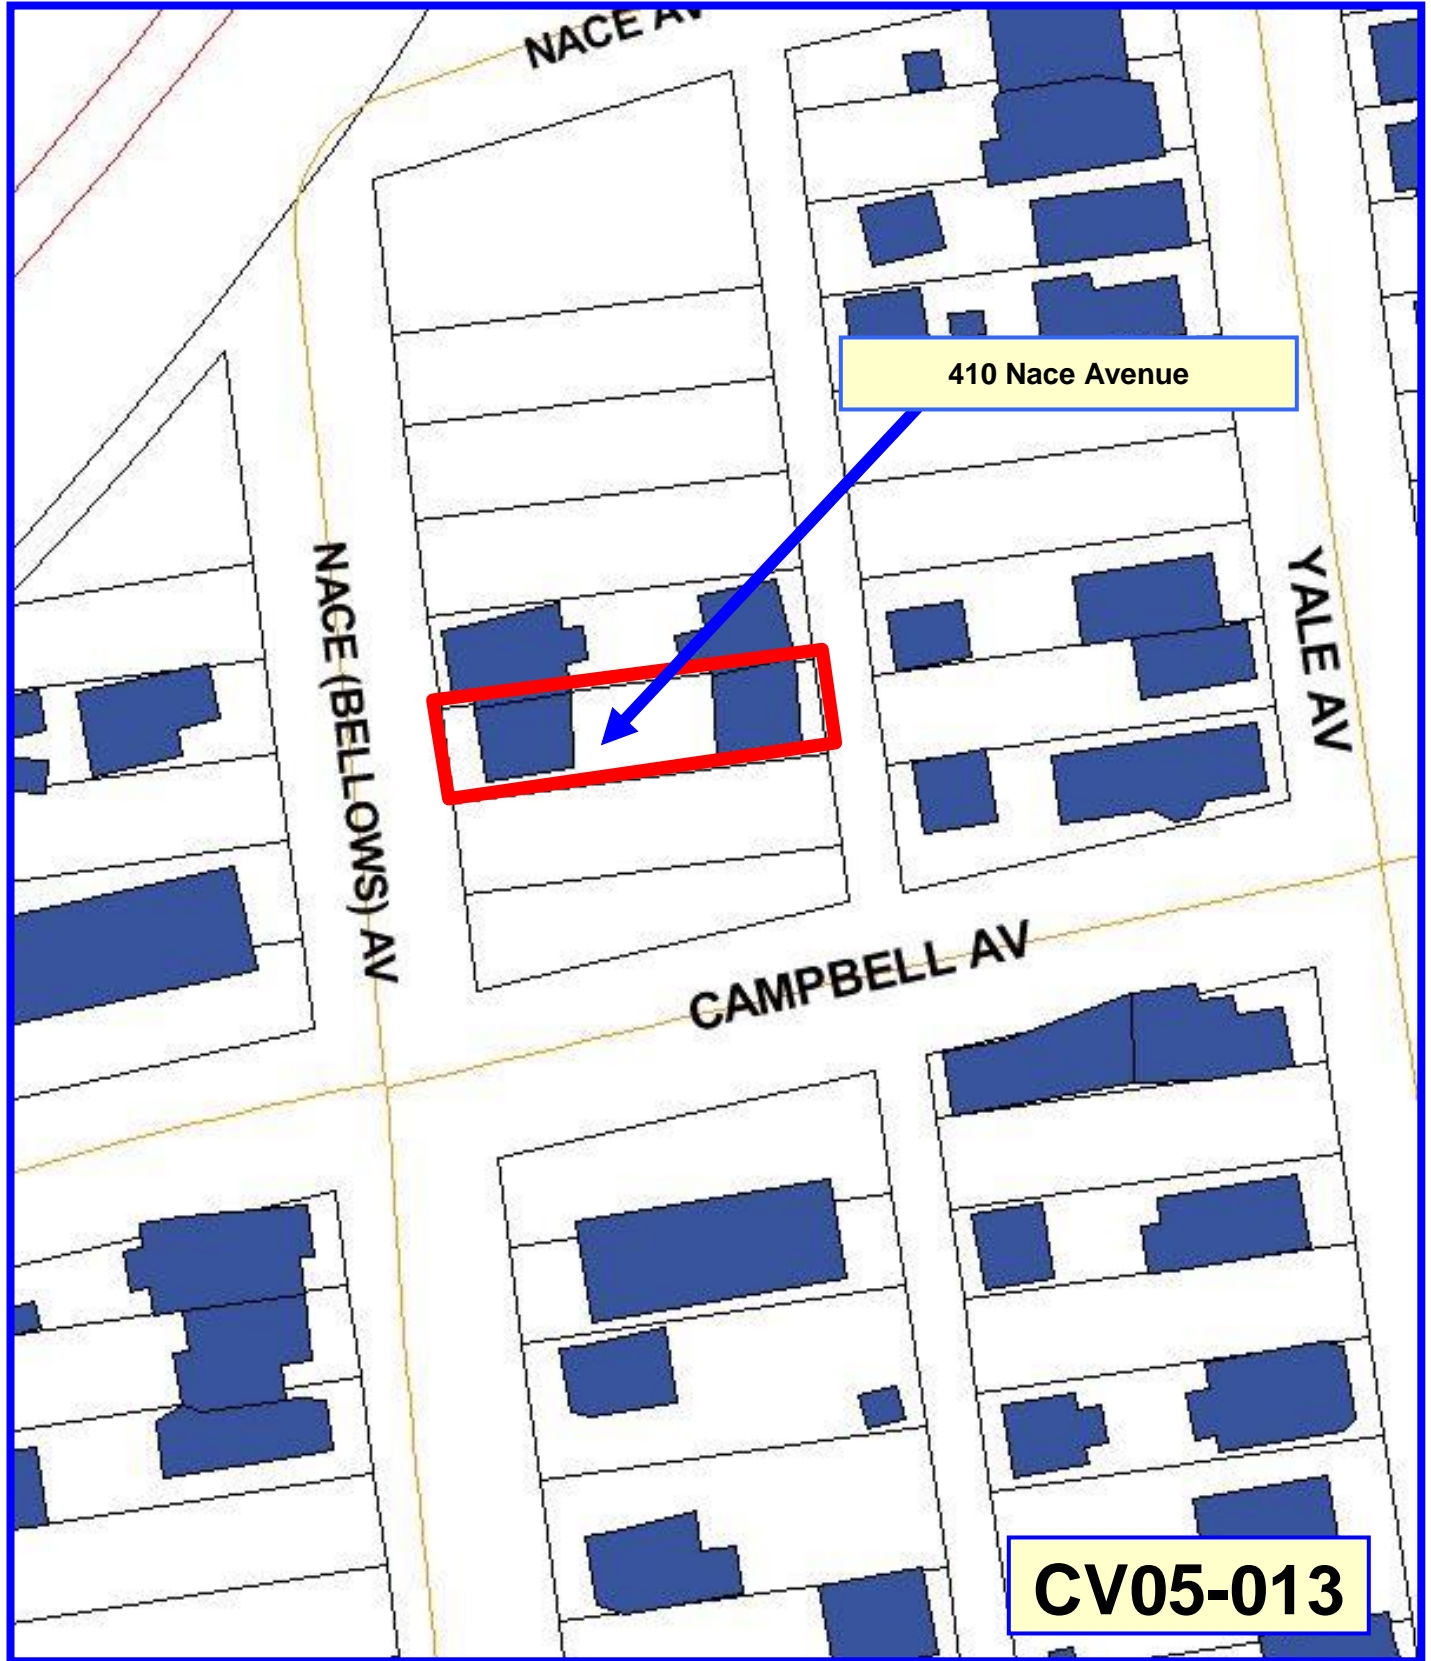 NACE AV
410 Nace Avenue
NACE (BELLOWS) AV
YALE AV
CAMPBELL AV
CV05-013